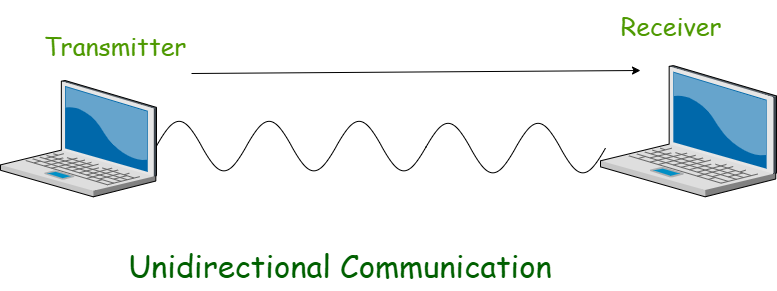 Transmitter
Receiver
Unidirectional Communication